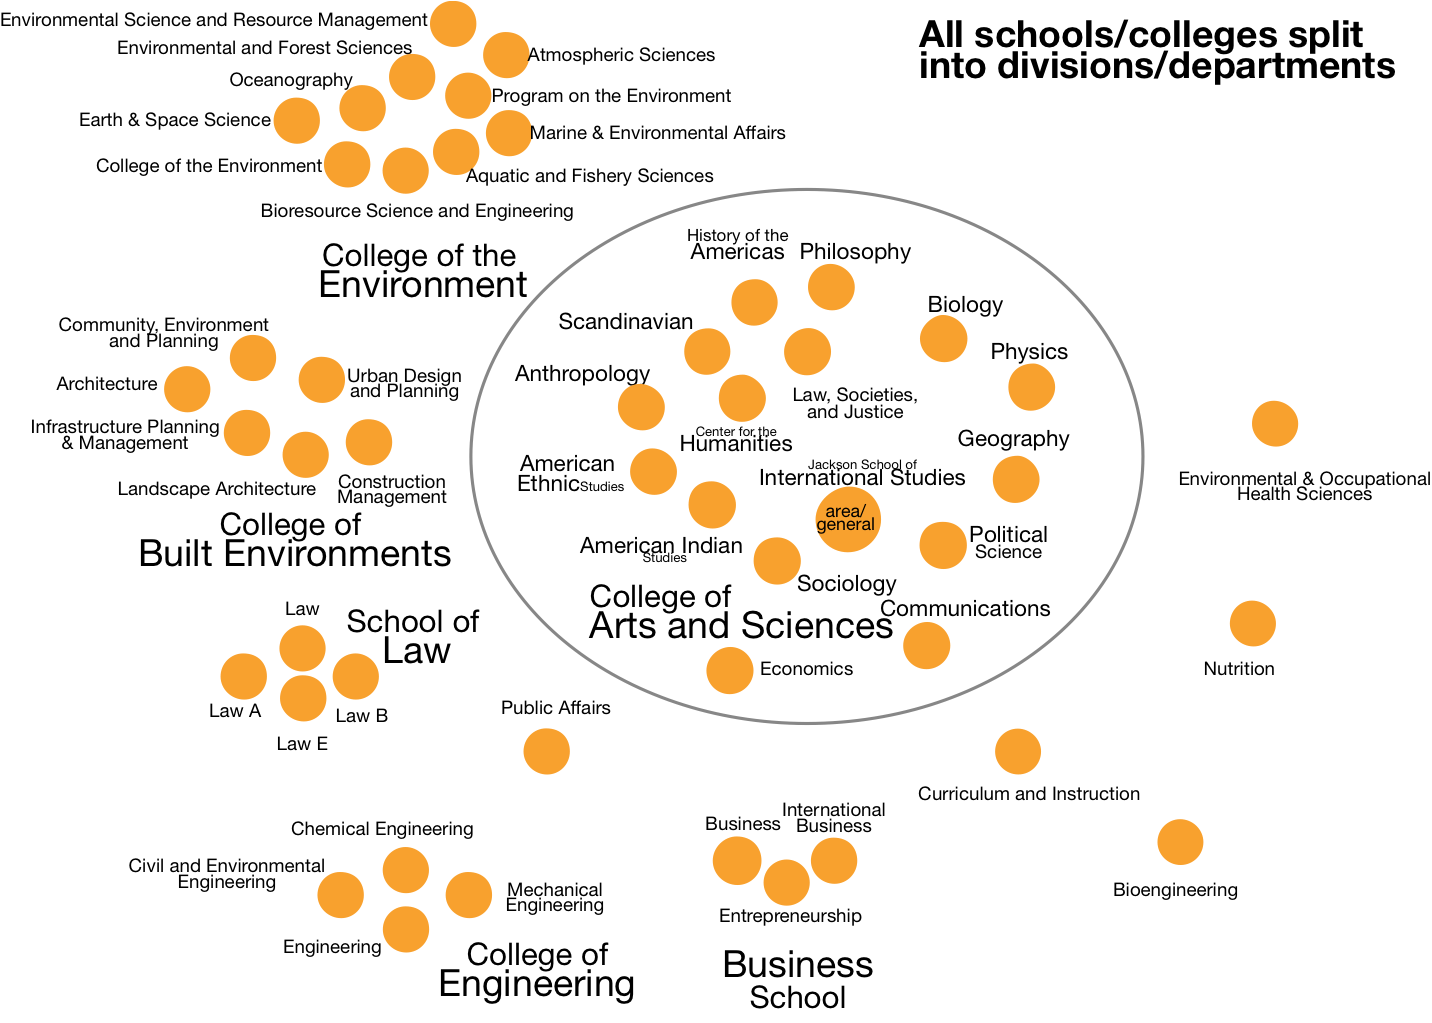 All schools/colleges split
into divisions/departments
Environmental Science and Resource Management
Environmental and Forest Sciences
Atmospheric Sciences
Oceanography
Program on the Environment
Earth & Space Science
Marine & Environmental Affairs
College of the Environment
Aquatic and Fishery Sciences
Bioresource Science and Engineering
College of the
Environment
Community, Environment
and Planning
Architecture
Urban Design
and Planning
Infrastructure Planning
& Management
Landscape Architecture
Construction
Management
College of
Built Environments
History of the
Americas
Philosophy
Scandinavian
Biology
Physics
Anthropology
Law, Societies,
and Justice
Center for the
Humanities
Geography
American
Ethnic Studies
Jackson School of
International Studies
area/
general
American Indian
Studies
Political
Science
Sociology
College of
Arts and Sciences
Communications
Economics
Environmental & Occupational
Health Sciences
Nutrition
Law
School of
Law
Law A
Law B
Law E
Public Affairs
Curriculum and Instruction
Bioengineering
Chemical Engineering
Civil and Environmental
Engineering
Mechanical
Engineering
Engineering
College of
Engineering
Business
International
Business
Entrepreneurship
Business
School